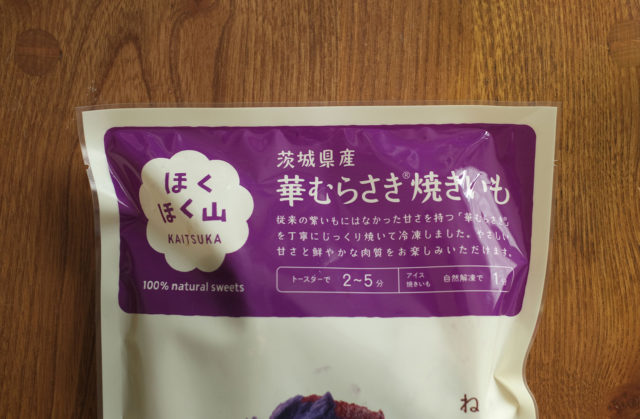 茨城県産
華むらさき®焼きいも
ほく
ほく山
KAITSUKA
100% natural sweets
従来の紫いもにはなかった甘さを持つ「華むらさき」
を丁寧にじっくり焼いて冷凍しました。やさしい
甘さと鮮やかな肉質をお楽しみいただけます。
トースターで 2〜5分
アイス焼きいも 自然解凍で 1
ね